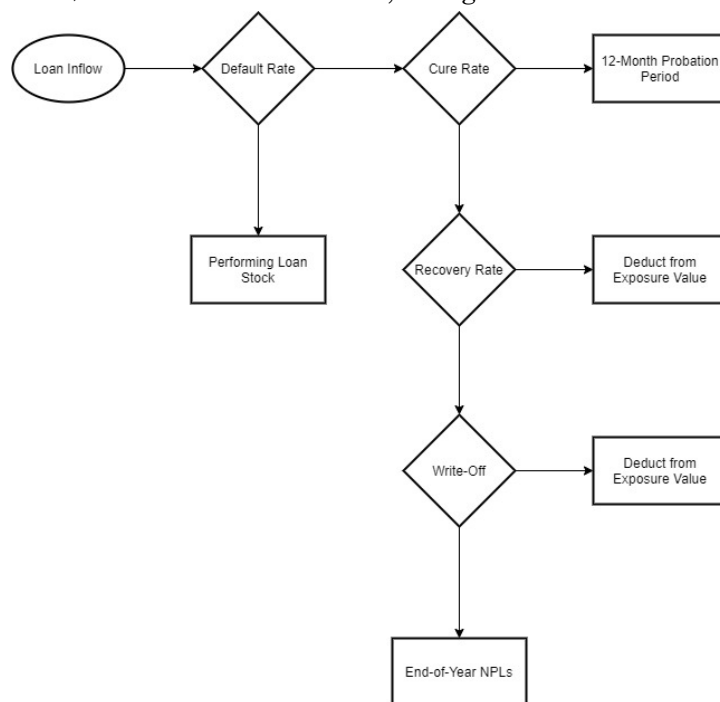 Loan Inflow
Default Rate
Cure Rate
12-Month Probation
Period
Performing Loan
Stock
Recovery Rate
Deduct from
Exposure Value
Write-Off
Deduct from
Exposure Value
End-of-Year NPLs